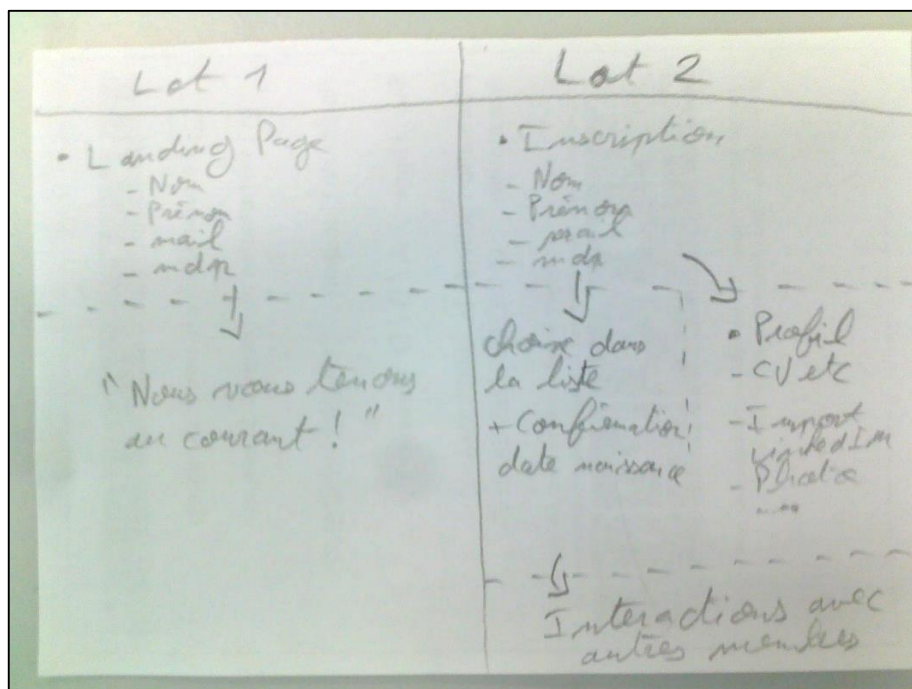 Lot 1
• Landing Page
- Nom
- Prénom
- mail
- mdp
"Nous vous tenons
au courant ! "
Lot 2
• Inscription
- Nom
- Prénom
- mail
- mdp
choix dans
la liste
+ Confirmation
date naissance
• Profil
- CV etc
- Import
LinkedIn
- Photo
...
Interactions avec
autres membres